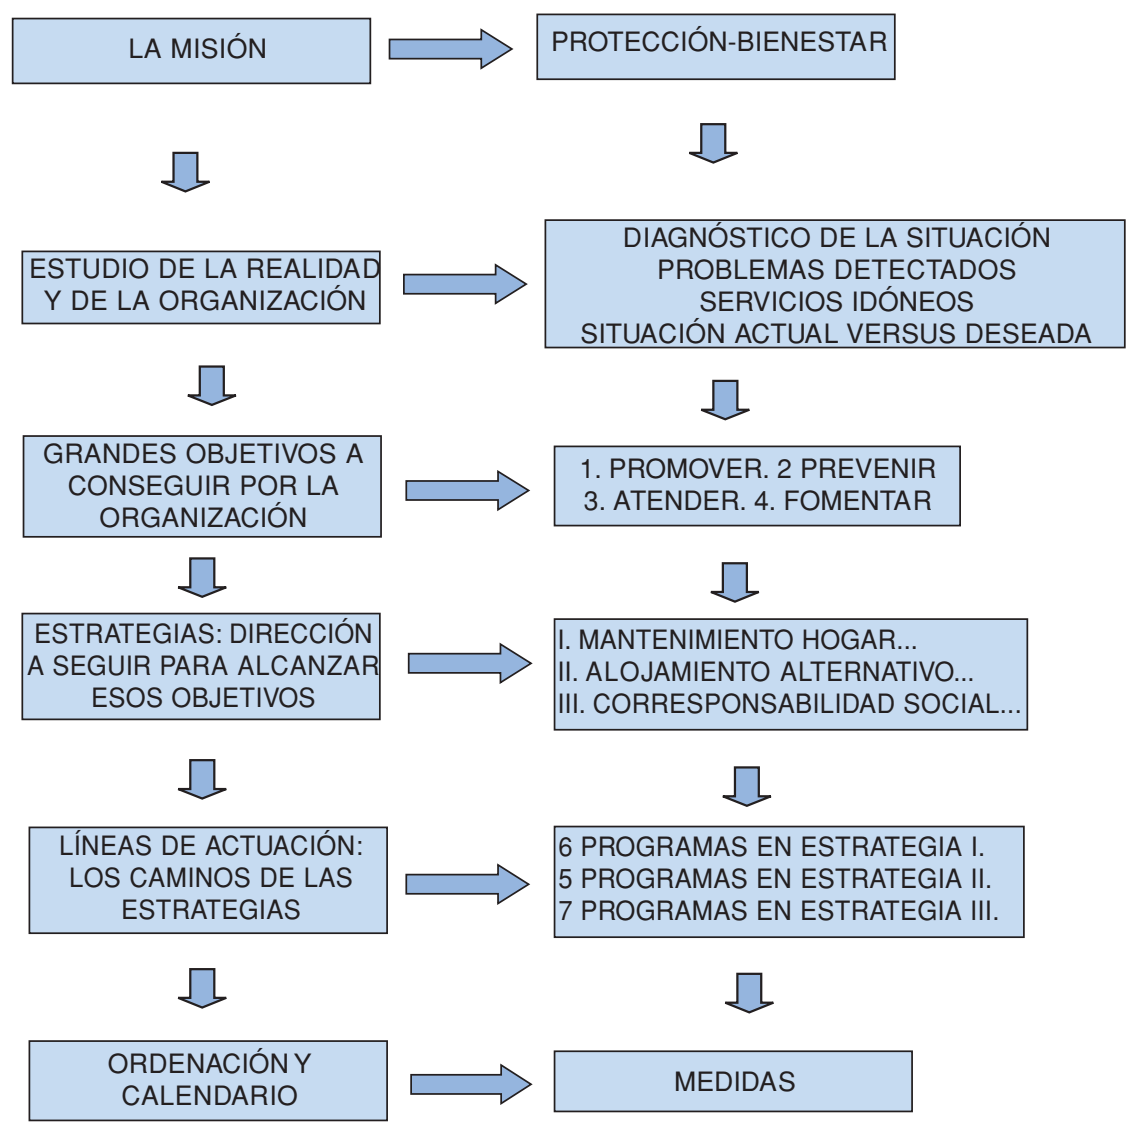 LA MISIÓN
PROTECCIÓN-BIENESTAR
ESTUDIO DE LA REALIDAD
Y DE LA ORGANIZACIÓN
DIAGNÓSTICO DE LA SITUACIÓN
PROBLEMAS DETECTADOS
SERVICIOS IDÓNEOS
SITUACIÓN ACTUAL VERSUS DESEADA
GRANDES OBJETIVOS A
CONSEGUIR POR LA
ORGANIZACIÓN
1. PROMOVER. 2 PREVENIR
3. ATENDER. 4. FOMENTAR
ESTRATEGIAS: DIRECCIÓN
A SEGUIR PARA ALCANZAR
ESOS OBJETIVOS
I. MANTENIMIENTO HOGAR...
II. ALOJAMIENTO ALTERNATIVO...
III. CORRESPONSABILIDAD SOCIAL...
LÍNEAS DE ACTUACIÓN:
LOS CAMINOS DE LAS
ESTRATEGIAS
6 PROGRAMAS EN ESTRATEGIA I.
5 PROGRAMAS EN ESTRATEGIA II.
7 PROGRAMAS EN ESTRATEGIA III.
ORDENACIÓN Y
CALENDARIO
MEDIDAS